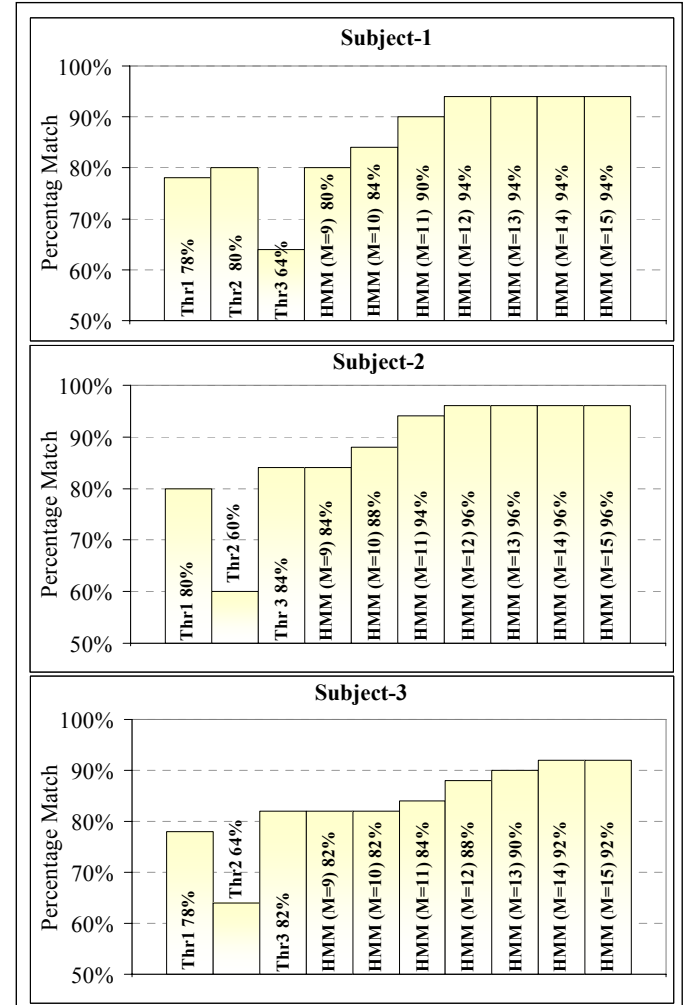 Subject-1
Percentag Match
100%
90%
80%
70%
60%
50%
Thr1 78%
Thr2 80%
Thr3 64%
HMM (M=9) 80%
HMM (M=10) 84%
HMM (M=11) 90%
HMM (M=12) 94%
HMM (M=13) 94%
HMM (M=14) 94%
HMM (M=15) 94%
Subject-2
Percentage Match
100%
90%
80%
70%
60%
50%
Thr1 80%
Thr2 60%
Thr 3 84%
HMM (M=9) 84%
HMM (M=10) 88%
HMM (M=11) 94%
HMM (M=12) 96%
HMM (M=13) 96%
HMM (M=14) 96%
HMM (M=15) 96%
Subject-3
Percentage Match
100%
90%
80%
70%
60%
50%
Thr1 78%
Thr2 64%
Thr3 82%
HMM (M=9) 82%
HMM (M=10) 82%
HMM (M=11) 84%
HMM (M=12) 88%
HMM (M=13) 90%
HMM (M=14) 92%
HMM (M=15) 92%